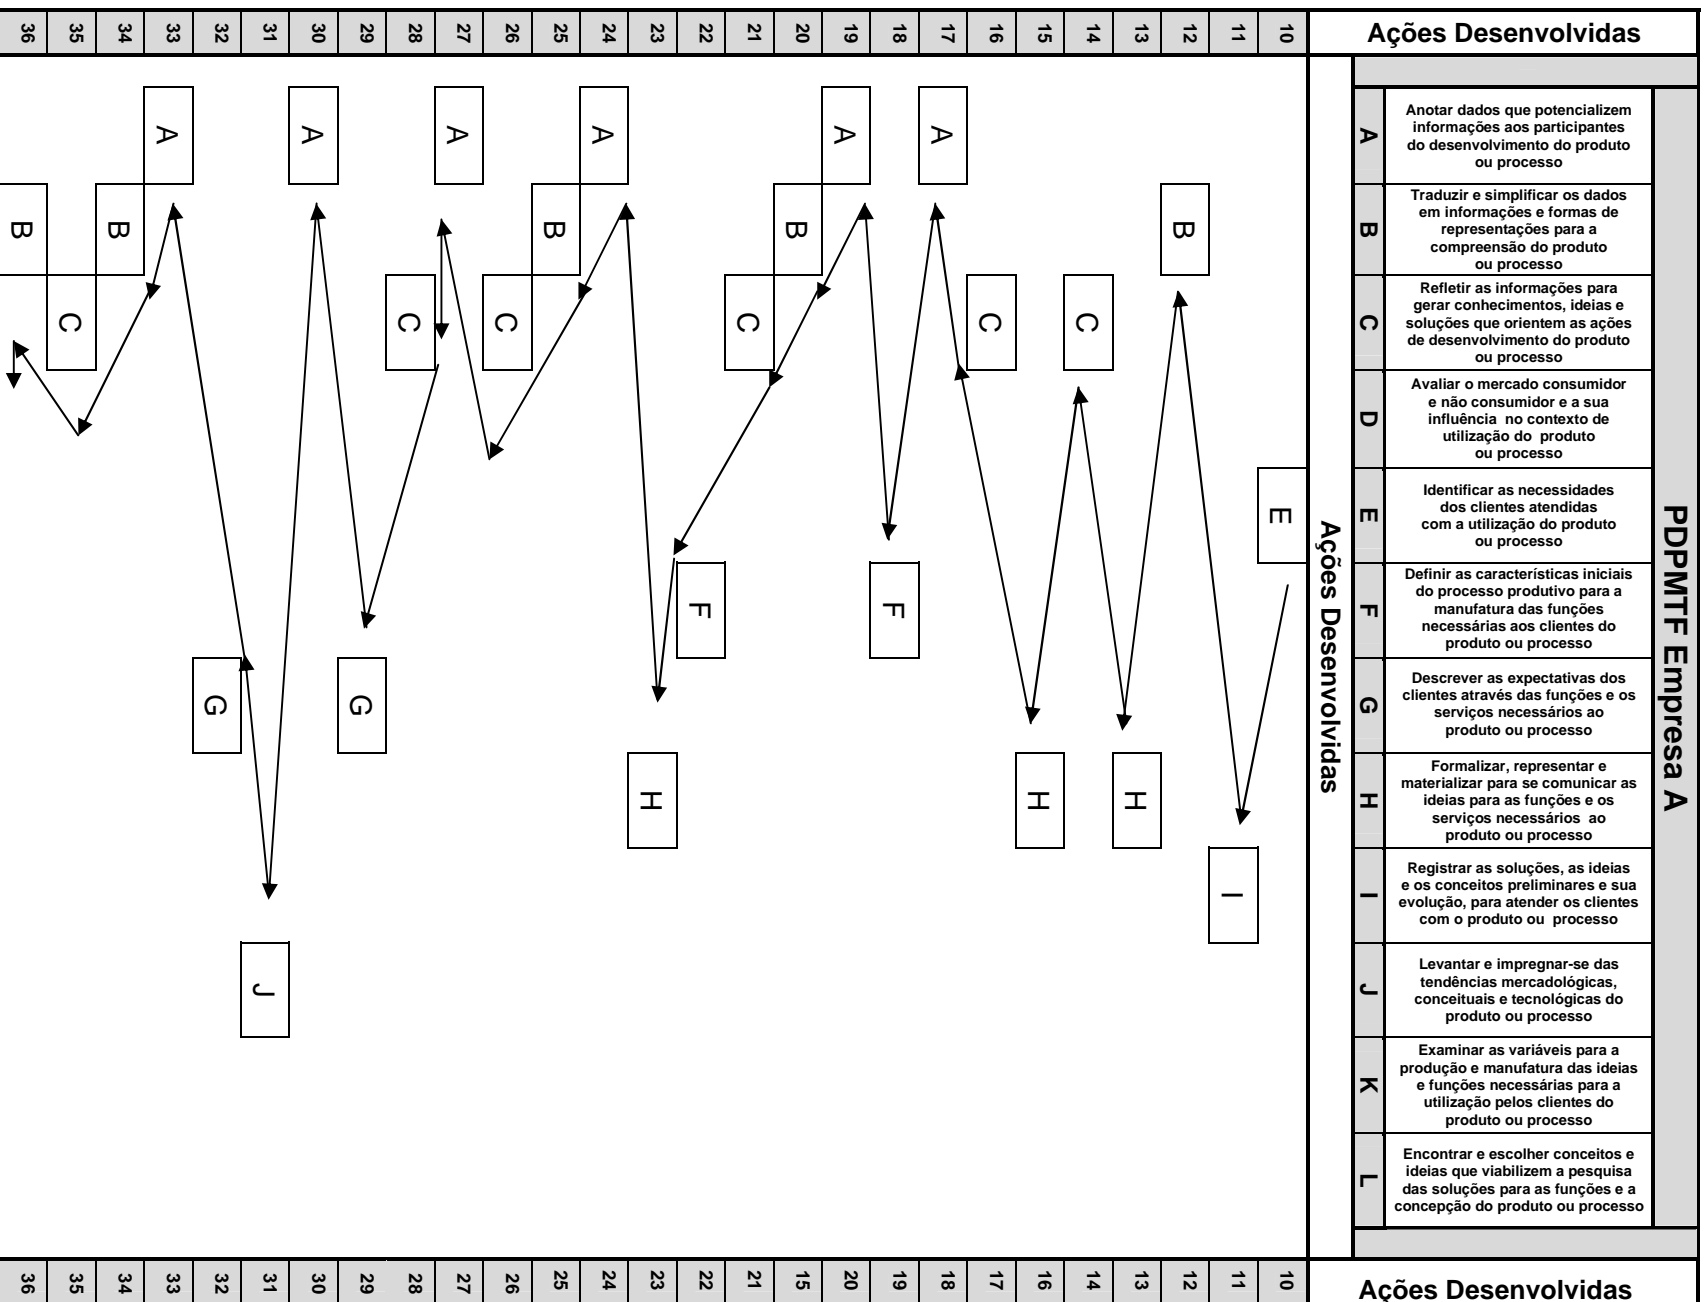 36 35 34 33 32 31 30 29 28 27 26 25 24 23 22 21 20 19 18 17 16 15 14 13 12 11 10
Ações Desenvolvidas
PDPMTF Empresa A
A
Anotar dados que potencializem
informações aos participantes
do desenvolvimento do produto
ou processo
B
Traduzir e simplificar os dados
em informações e formas de
representações para a
compreensão do produto
ou processo
C
Refletir as informações para
gerar conhecimentos, ideias e
soluções que orientem as ações
de desenvolvimento do produto
ou processo
D
Avaliar o mercado consumidor
e não consumidor e a sua
influência no contexto de
utilização do produto
ou processo
E
Identificar as necessidades
dos clientes atendidas
com a utilização do produto
ou processo
F
Definir as características iniciais
do processo produtivo para a
manufatura das funções
necessárias aos clientes do
produto ou processo
G
Descrever as expectativas dos
clientes através das funções e os
serviços necessários ao
produto ou processo
H
Formalizar, representar e
materializar para se comunicar as
ideias para as funções e os
serviços necessários ao
produto ou processo
I
Registrar as soluções, as ideias
e os conceitos preliminares e sua
evolução, para atender os clientes
com o produto ou processo
J
Levantar e impregnar-se das
tendências mercadológicas,
conceituais e tecnológicas do
produto ou processo
K
Examinar as variáveis para a
produção e manufatura das ideias
e funções necessárias para a
utilização pelos clientes do
produto ou processo
L
Encontrar e escolher conceitos e
ideias que viabilizem a pesquisa
das soluções para as funções e a
concepção do produto ou processo
Ações Desenvolvidas
B
C
B
A
G
J
A
G
C
A
C
B
A
H
F
C
B
A
F
A
C
H
C
H
B
I
E
36 35 34 33 32 31 30 29 28 27 26 25 24 23 22 21 15 20 19 18 17 16 14 13 12 11 10
Ações Desenvolvidas